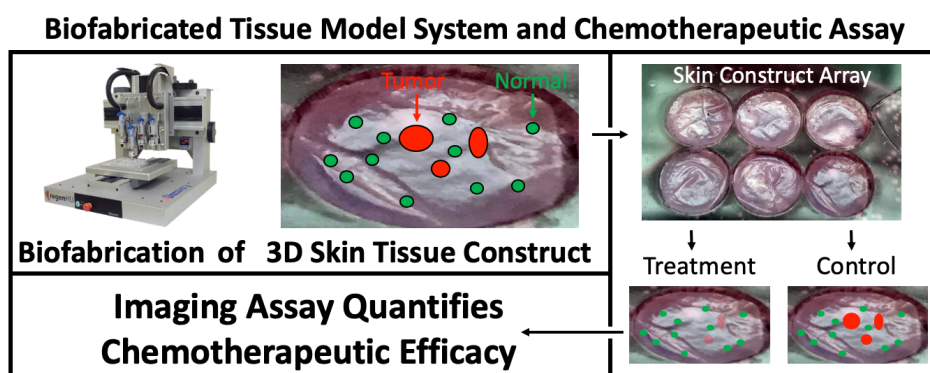 Biofabricated Tissue Model System and Chemotherapeutic Assay
Tumor
Normal
regenHU
Biofabrication of 3D Skin Tissue Construct
Skin Construct Array
Treatment
Control
Imaging Assay Quantifies
Chemotherapeutic Efficacy